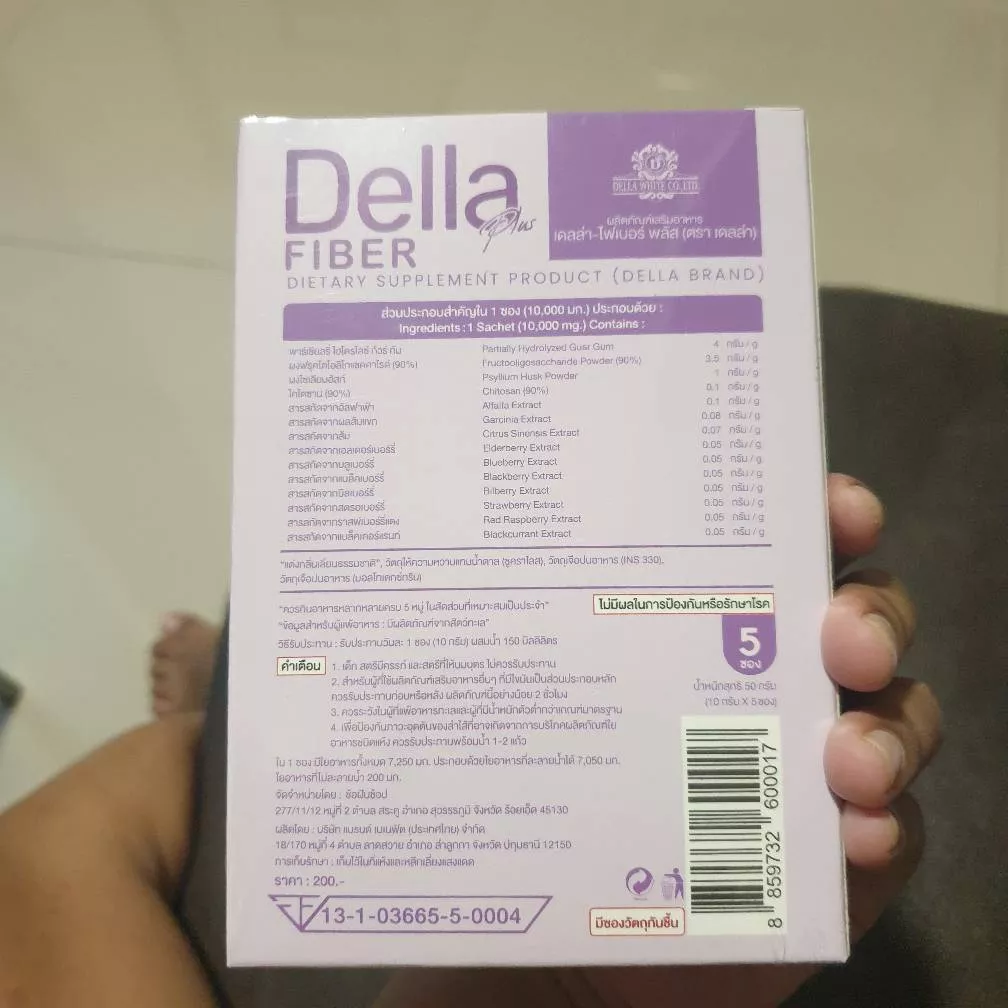 Della
Plus
FIBER
DELLA WHITE CO.,LTD.
ผลิตภัณฑ์เสริมอาหาร
เดลล่า-ไฟเบอร์ พลัส (ตรา เดลล่า)
DIETARY SUPPLEMENT PRODUCT (DELLA BRAND)
ส่วนประกอบสำคัญใน 1 ซอง (10,000 มก.) ประกอบด้วย :
Ingredients : 1 Sachet (10,000 mg.) Contains :
พาร์เชียลรี่ ไฮโดรไลซ์ กัวร์ กัม Partially Hydrolyzed Guar Gum 4 กรัม / g
ผงฟรุคโตโอลิโกแซคคาไรด์ (90%) Fructooligosaccharide Powder (90%) 3.5 กรัม / g
ผงไซเลียมฮัสก์ Psyllium Husk Powder 1 กรัม / g
ไคโตซาน (90%) Chitosan (90%) 0.1 กรัม / g
สารสกัดจากอัลฟาฟ่า Alfalfa Extract 0.1 กรัม / g
สารสกัดจากผลส้มแขก Garcinia Extract 0.08 กรัม / g
สารสกัดจากส้ม Citrus Sinensis Extract 0.07 กรัม / g
สารสกัดจากเอลเดอร์เบอร์รี่ Elderberry Extract 0.05 กรัม / g
สารสกัดจากบลูเบอร์รี่ Blueberry Extract 0.05 กรัม / g
สารสกัดจากแบล็คเบอร์รี่ Blackberry Extract 0.05 กรัม / g
สารสกัดจากบิลเบอร์รี่ Bilberry Extract 0.05 กรัม / g
สารสกัดจากสตรอเบอร์รี่ Strawberry Extract 0.05 กรัม / g
สารสกัดจากราสพ์เบอร์รี่แดง Red Raspberry Extract 0.05 กรัม / g
สารสกัดจากแบล็คเคอร์แรนท์ Blackcurrant Extract 0.05 กรัม / g
"แต่งกลิ่นเลียนธรรมชาติ", วัตถุให้ความหวานแทนน้ำตาล (ซูคราโลส), วัตถุเจือปนอาหาร (INS 330),
วัตถุเจือปนอาหาร (มอลโทเดกซ์ทริน)
"ควรกินอาหารหลากหลายครบ 5 หมู่ ในสัดส่วนที่เหมาะสมเป็นประจำ"
ไม่มีผลในการป้องกันหรือรักษาโรค
"ข้อมูลสำหรับผู้แพ้อาหาร : มีผลิตภัณฑ์จากสัตว์ทะเล"
วิธีรับประทาน : รับประทานวันละ 1 ซอง (10 กรัม) ผสมน้ำ 150 มิลลิลิตร
5
ซอง
น้ำหนักสุทธิ 50 กรัม
(10 กรัม X 5 ซอง)
คำเตือน 1. เด็ก สตรีมีครรภ์ และสตรีที่ให้นมบุตร ไม่ควรรับประทาน
2. สำหรับผู้ที่ใช้ผลิตภัณฑ์เสริมอาหารอื่นๆ ที่มีไขมันเป็นส่วนประกอบหลัก
ควรรับประทานก่อนหรือหลัง ผลิตภัณฑ์นี้อย่างน้อย 2 ชั่วโมง
3. ควรระวังในผู้ที่แพ้อาหารทะเลและผู้ที่มีน้ำหนักตัวต่ำกว่าเกณฑ์มาตรฐาน
4. เพื่อป้องกันภาวะอุดตันของลำไส้ที่อาจเกิดจากการบริโภคผลิตภัณฑ์ใย
อาหารชนิดแห้ง ควรรับประทานพร้อมน้ำ 1-2 แก้ว
ใน 1 ซอง มีใยอาหารทั้งหมด 7,250 มก. ประกอบด้วยใยอาหารที่ละลายน้ำได้ 7,050 มก.
ใยอาหารที่ไม่ละลายน้ำ 200 มก.
จัดจำหน่ายโดย : ช้อฝันช้อป
277/11/12 หมู่ที่ 2 ตำบล สระคู อำเภอ สุวรรรภูมิ จังหวัด ร้อยเอ็ด 45130
ผลิตโดย : บริษัท แบรนด์ เบเนฟิต (ประเทศไทย) จำกัด
18/170 หมู่ที่ 4 ตำบล ลาดสวาย อำเภอ ลำลูกกา จังหวัด ปทุมธานี 12150
การเก็บรักษา : เก็บไว้ในที่แห้งและหลีกเลี่ยงแสงแดด
ราคา : 200.-
13-1-03665-5-0004
มีซองวัตถุกันชื้น
8 859732 600017